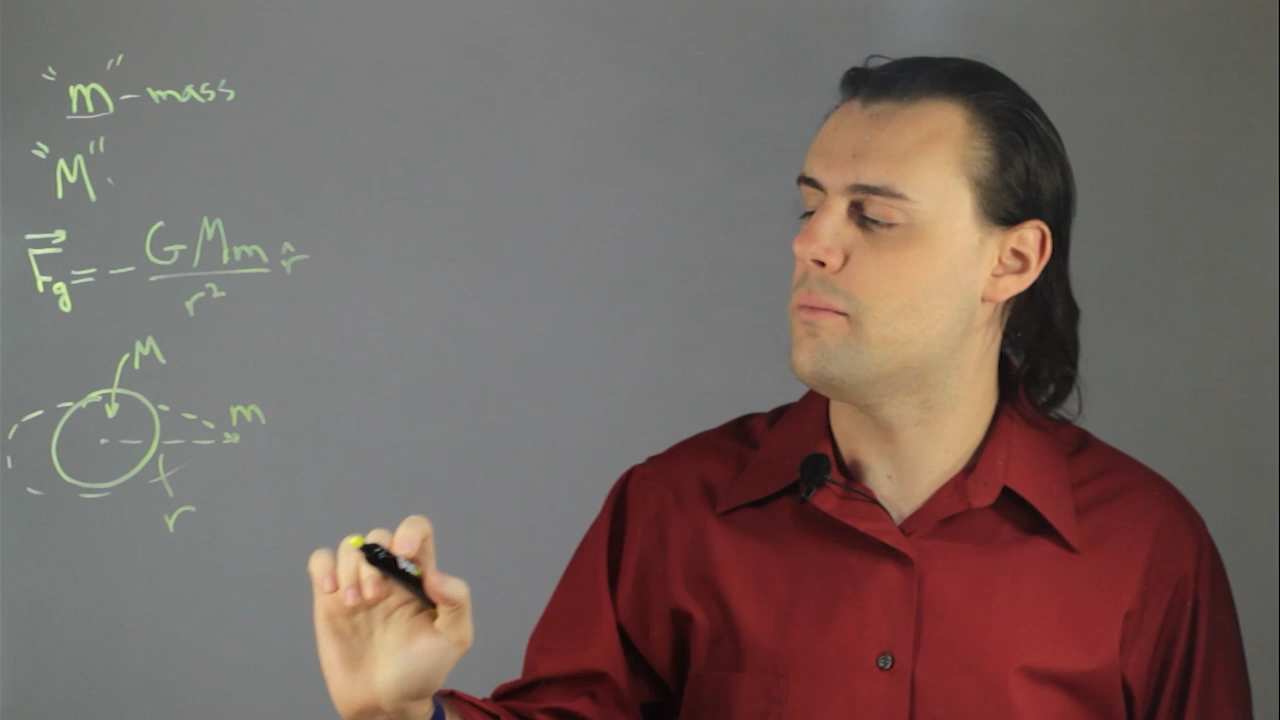 "m" - mass
"M"
F⃗g = - GMm/r² r̂
M
m
r